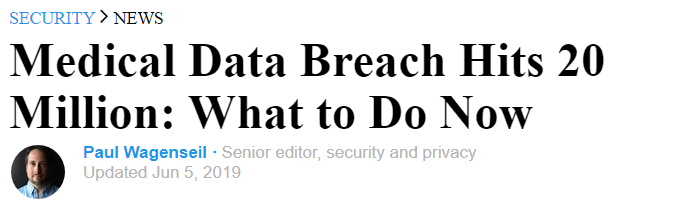 SECURITY > NEWS
Medical Data Breach Hits 20
Million: What to Do Now
Paul Wagenseil · Senior editor, security and privacy
Updated Jun 5, 2019